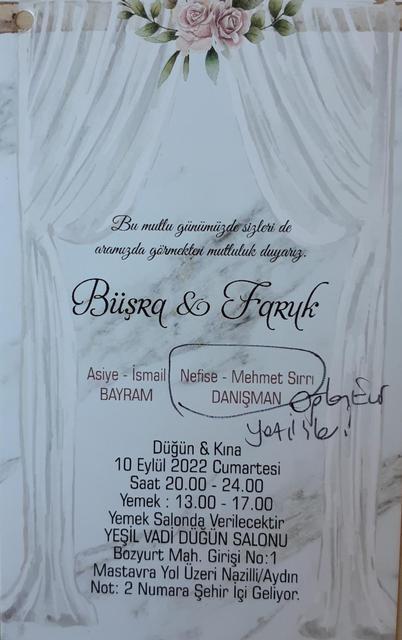 Bu mutlu günümüzde sizleri de
aramızda görmekten mutluluk duyarız.
Büşra & Faruk
Asiye - İsmail
BAYRAM
Nefise - Mehmet Sırrı
DANIŞMAN
Düğün & Kına
10 Eylül 2022 Cumartesi
Saat 20.00 - 24.00
Yemek : 13.00 - 17.00
Yemek Salonda Verilecektir
YEŞİL VADİ DÜĞÜN SALONU
Bozyurt Mah. Girişi No:1
Mastavra Yol Üzeri Nazilli/Aydın
Not: 2 Numara Şehir İçi Geliyor.